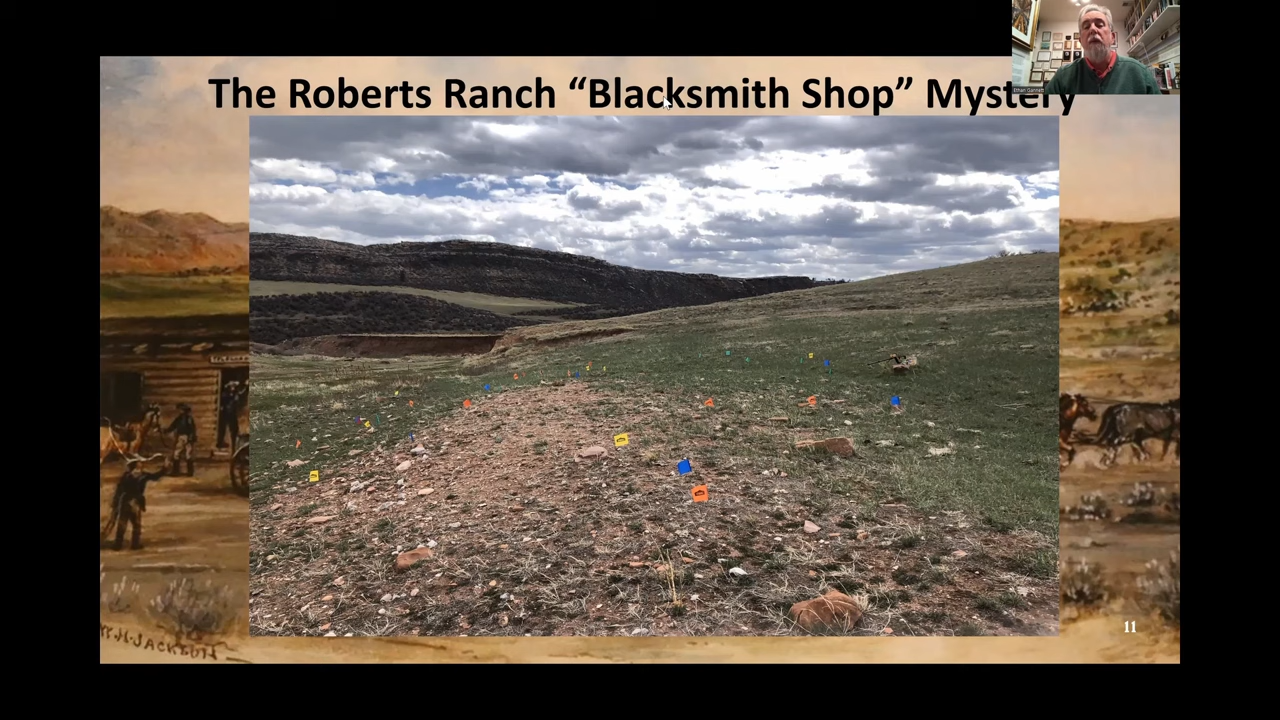 The Roberts Ranch “Blacksmith Shop” Mystery
11
W.H. JACKSON